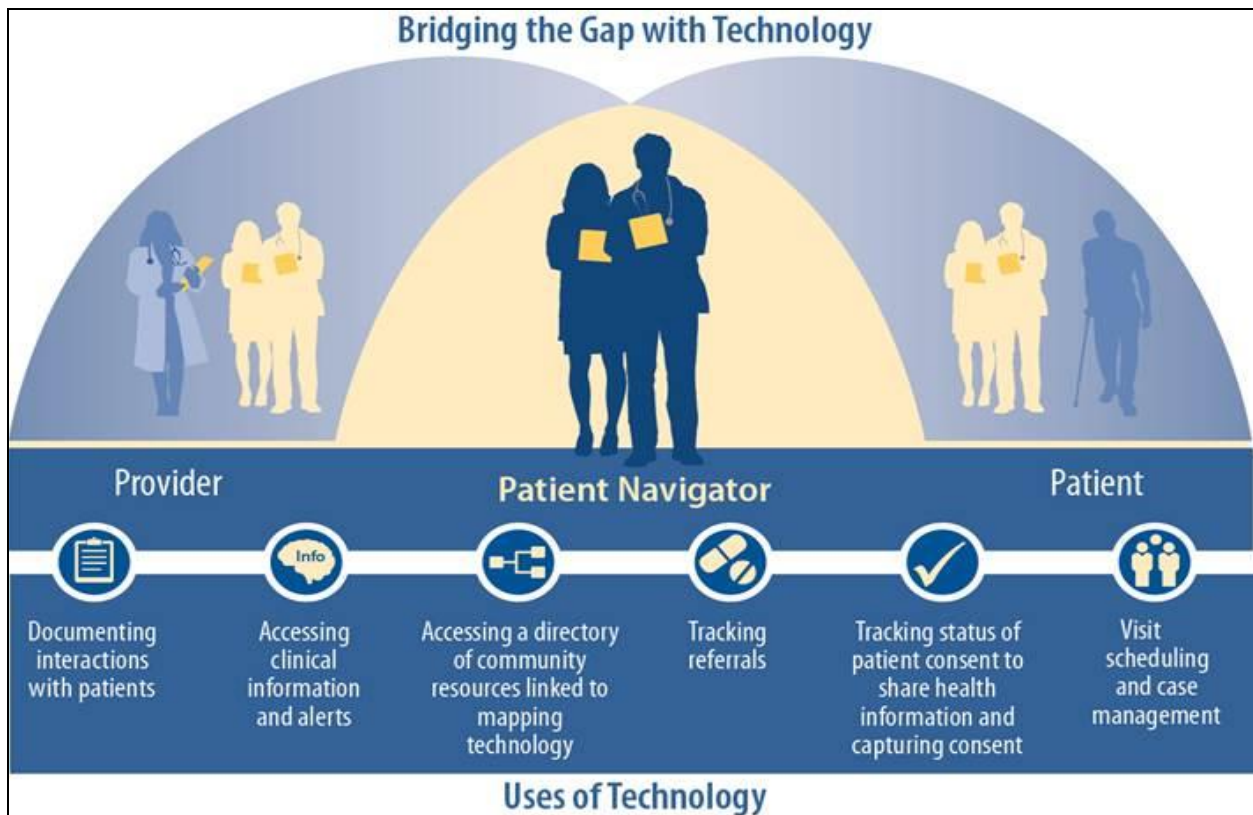 Bridging the Gap with Technology
Provider
Patient Navigator
Patient
Info
Documenting
interactions
with patients
Accessing
clinical
information
and alerts
Accessing a directory
of community
resources linked to
mapping
technology
Tracking
referrals
Tracking status of
patient consent to
share health
information and
capturing consent
Visit
scheduling
and case
management
Uses of Technology